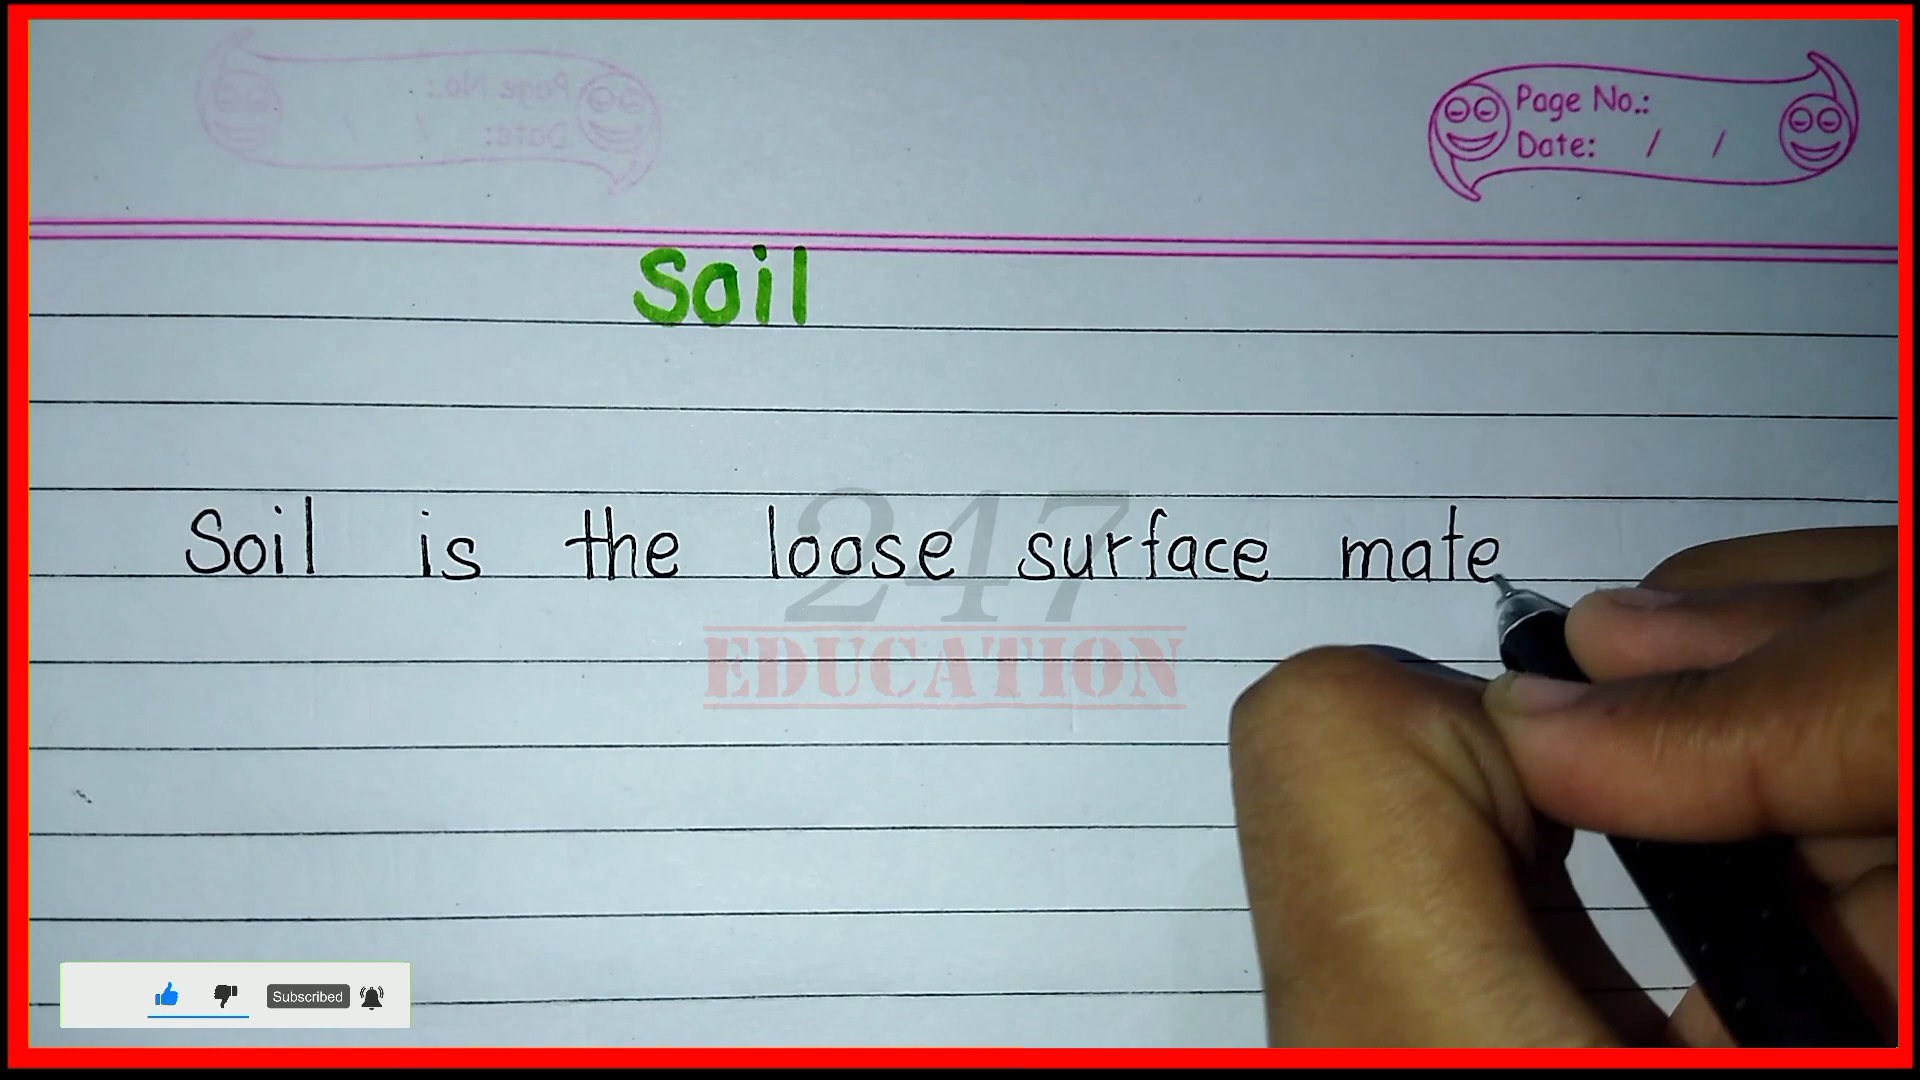 Page No.:
Date: / /
Soil
Soil is the loose surface mate
247
EDUCATION
Subscribed